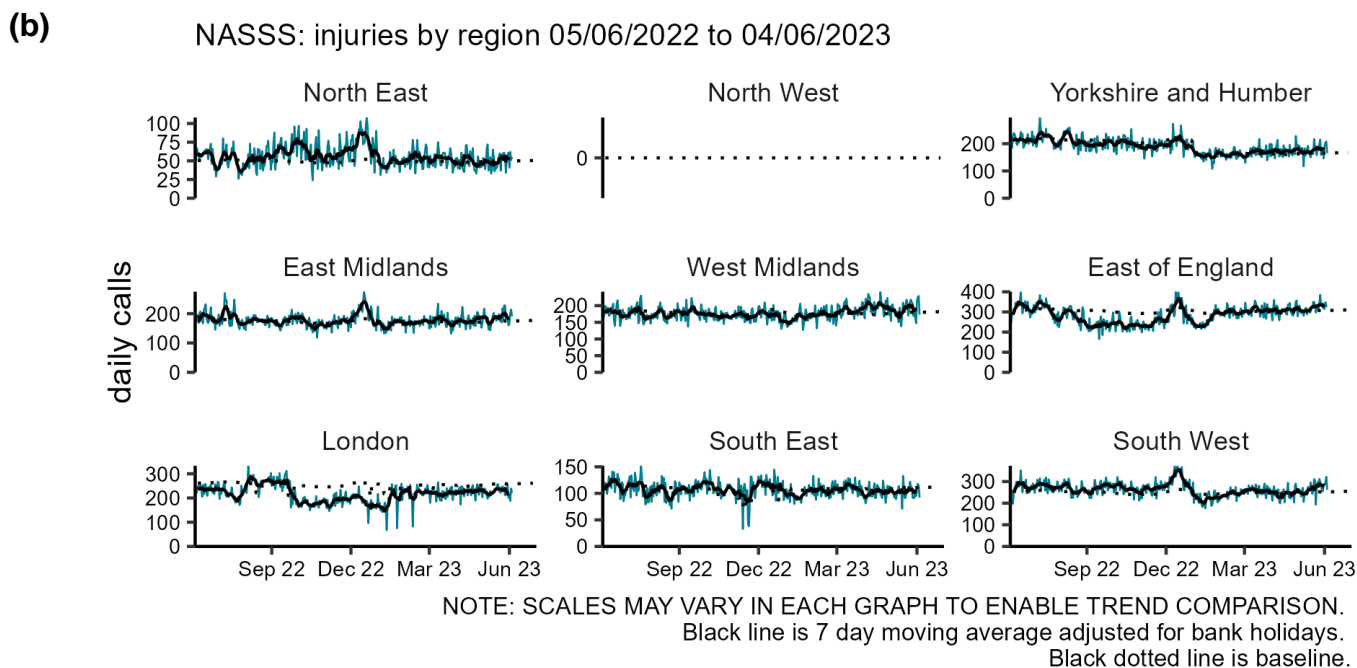 (b)
NASSS: injuries by region 05/06/2022 to 04/06/2023
North East
North West
Yorkshire and Humber
100
75
50
25
0
0
200
100
0
daily calls
East Midlands
West Midlands
East of England
200
100
0
200
150
100
50
0
400
300
200
100
0
London
South East
South West
300
200
100
0
150
100
50
0
300
200
100
0
Sep 22 Dec 22 Mar 23 Jun 23
Sep 22 Dec 22 Mar 23 Jun 23
Sep 22 Dec 22 Mar 23 Jun 23
NOTE: SCALES MAY VARY IN EACH GRAPH TO ENABLE TREND COMPARISON.
Black line is 7 day moving average adjusted for bank holidays.
Black dotted line is baseline.